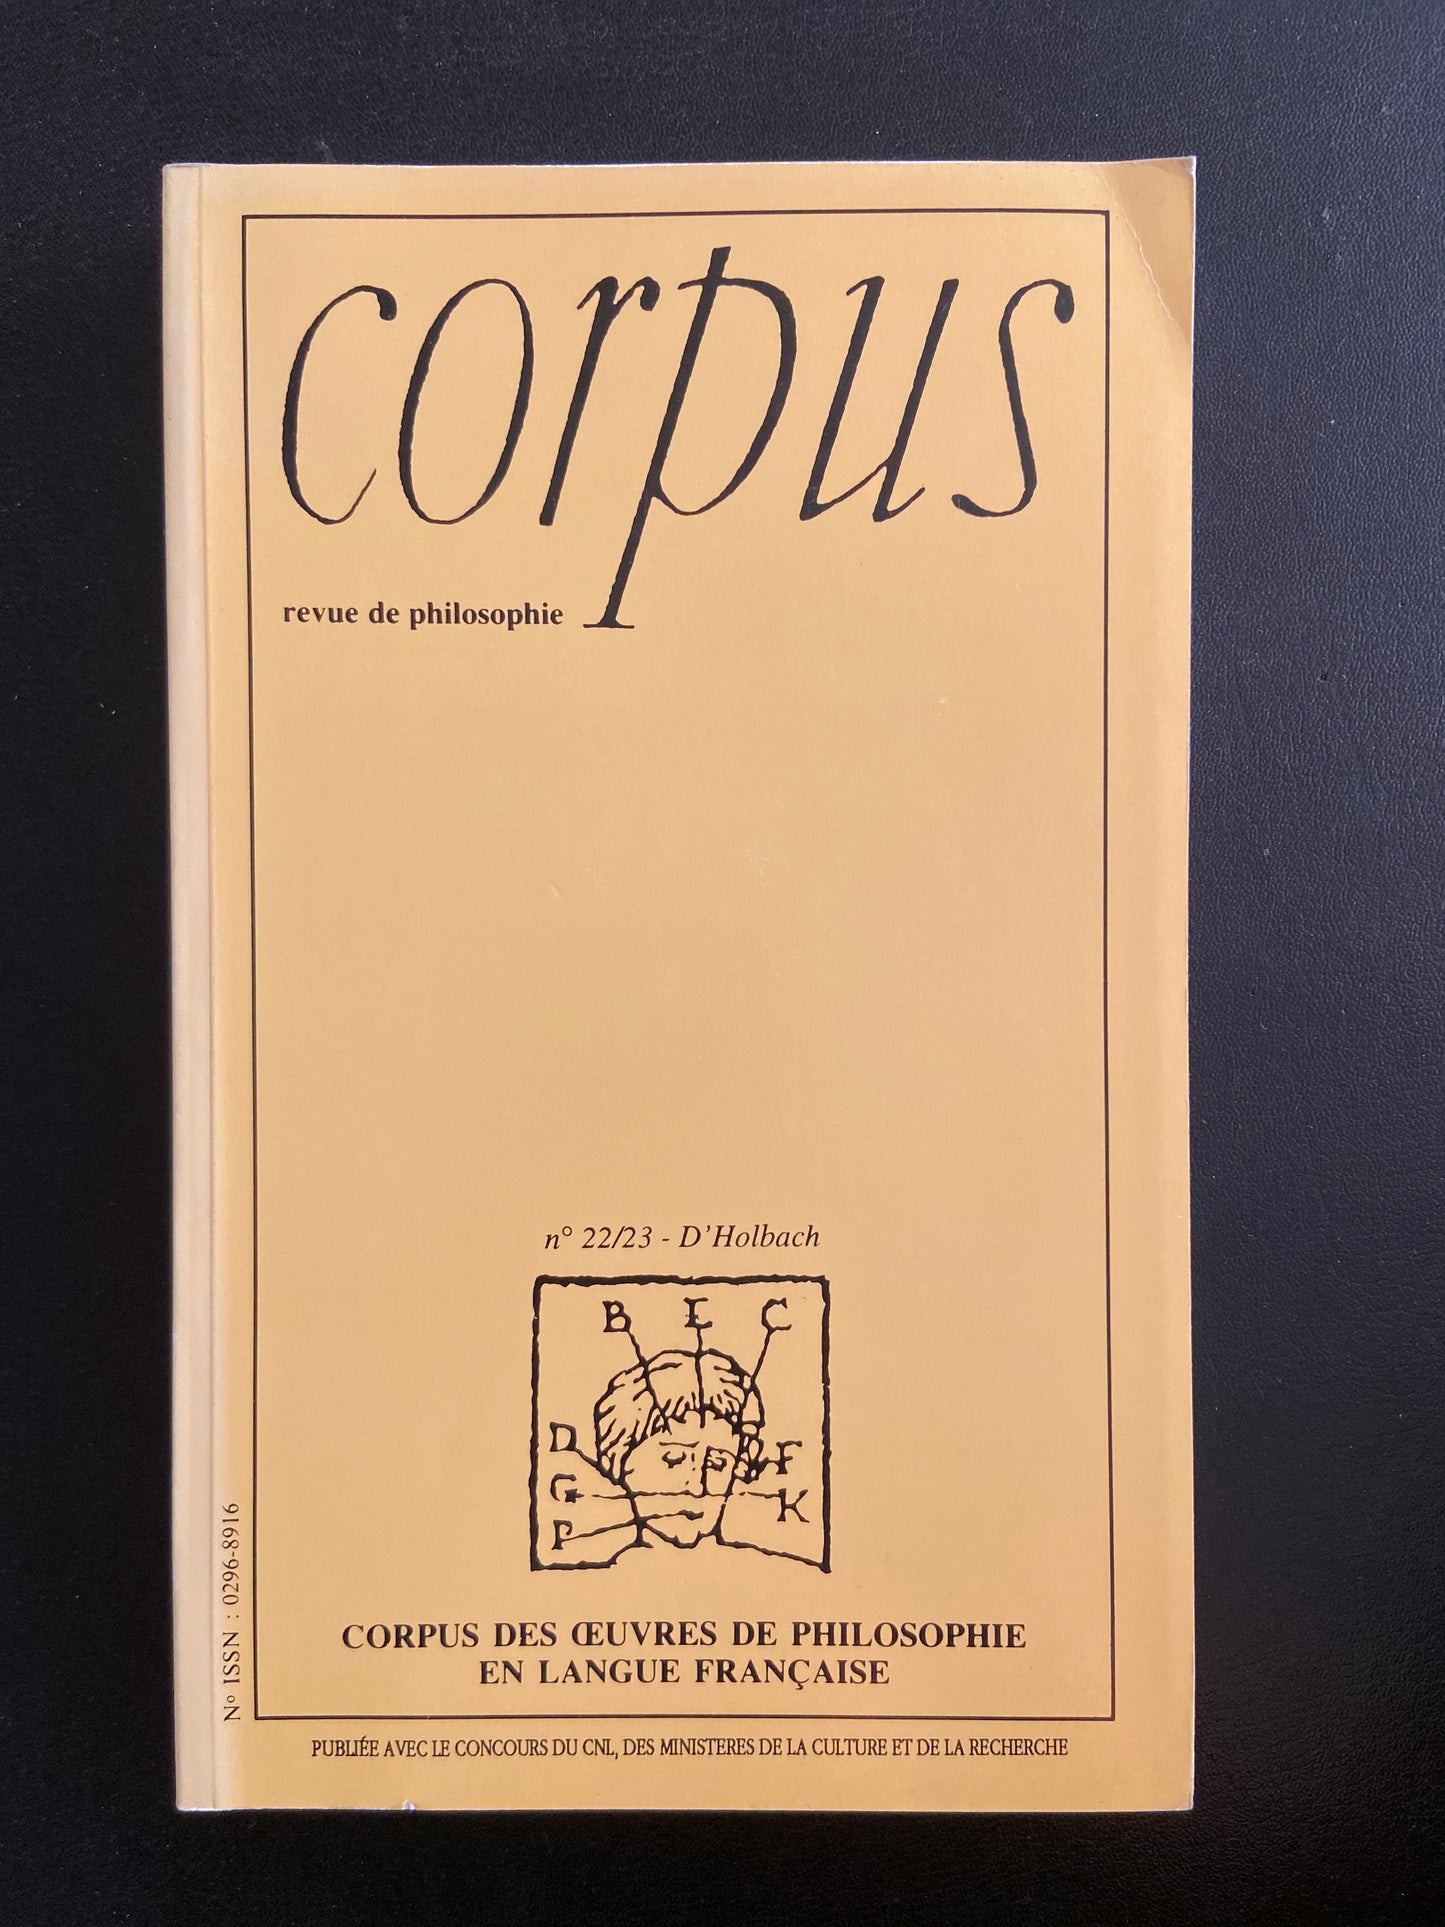 corpus
revue de philosophie
n° 22/23 - D'Holbach
B E C
D F
G K
P
N° ISSN : 0296-8916
CORPUS DES ŒUVRES DE PHILOSOPHIE
EN LANGUE FRANÇAISE
PUBLIÉE AVEC LE CONCOURS DU CNL, DES MINISTERES DE LA CULTURE ET DE LA RECHERCHE